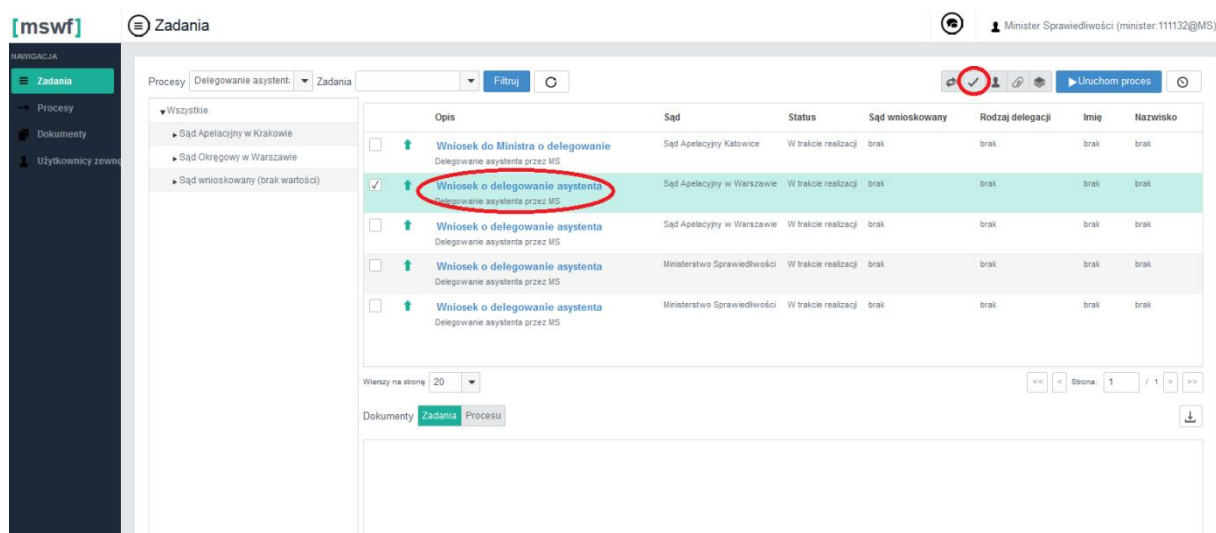 [mswf] Zadania Minister Sprawiedliwości (minister:111132@MS)
NAWIGACJA
Zadania
Procesy
Dokumenty
Użytkownicy zewnę
Procesy Delegowanie asystent: Zadania Filtruj Uruchom proces
Wszystkie
Sąd Apelacyjny w Krakowie
Sąd Okręgowy w Warszawie
Sąd wnioskowany (brak wartości)
Opis Sąd Status Sąd wnioskowany Rodzaj delegacji Imię Nazwisko
Wniosek do Ministra o delegowanie Sąd Apelacyjny Katowice W trakcie realizacji brak brak brak brak
Delegowanie asystenta przez MS
Wniosek o delegowanie asystenta Sąd Apelacyjny w Warszawie W trakcie realizacji brak brak brak brak
Delegowanie asystenta przez MS
Wniosek o delegowanie asystenta Sąd Apelacyjny w Warszawie W trakcie realizacji brak brak brak brak
Delegowanie asystenta przez MS
Wniosek o delegowanie asystenta Ministerstwo Sprawiedliwości W trakcie realizacji brak brak brak brak
Delegowanie asystenta przez MS
Wniosek o delegowanie asystenta Ministerstwo Sprawiedliwości W trakcie realizacji brak brak brak brak
Delegowanie asystenta przez MS
Wierszy na stronę 20 << < Strona: 1 / 1 > >>
Dokumenty Zadania Procesu